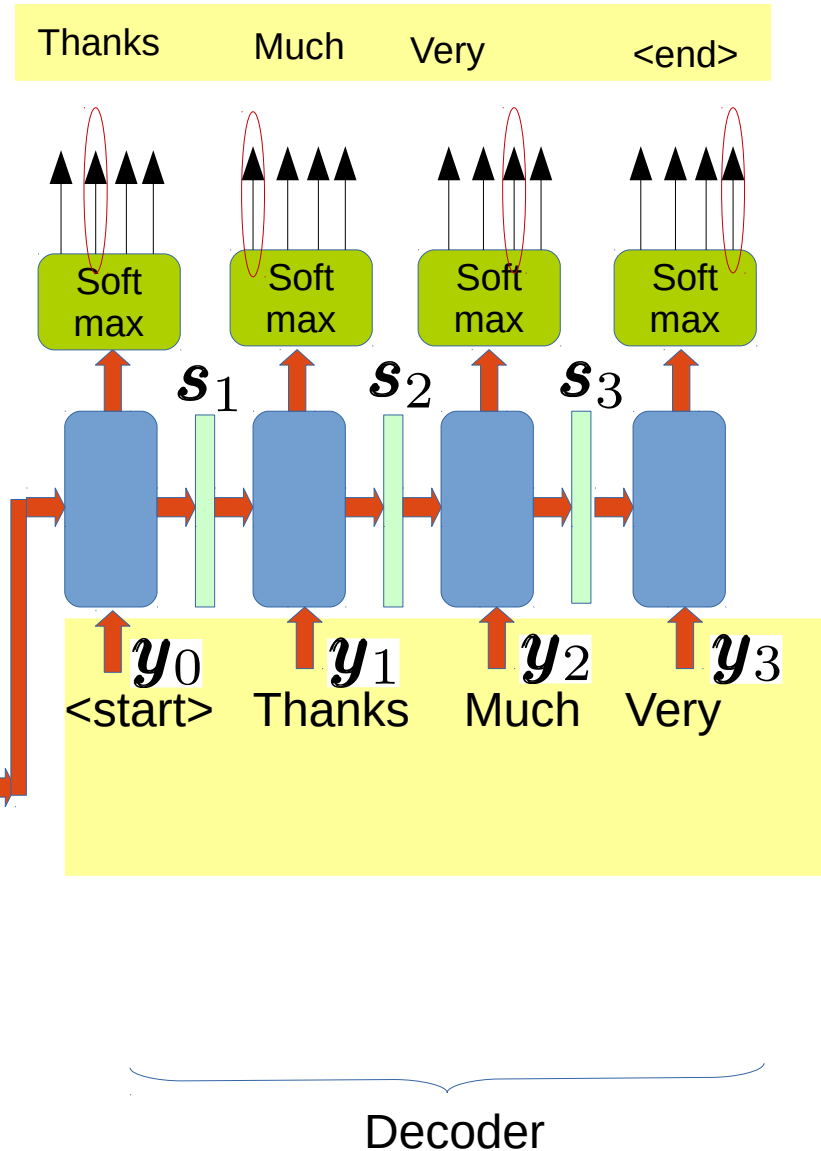 Thanks Much Very <end>
Soft max Soft max Soft max Soft max
s1 s2 s3
y0 y1 y2 y3
<start> Thanks Much Very
Decoder